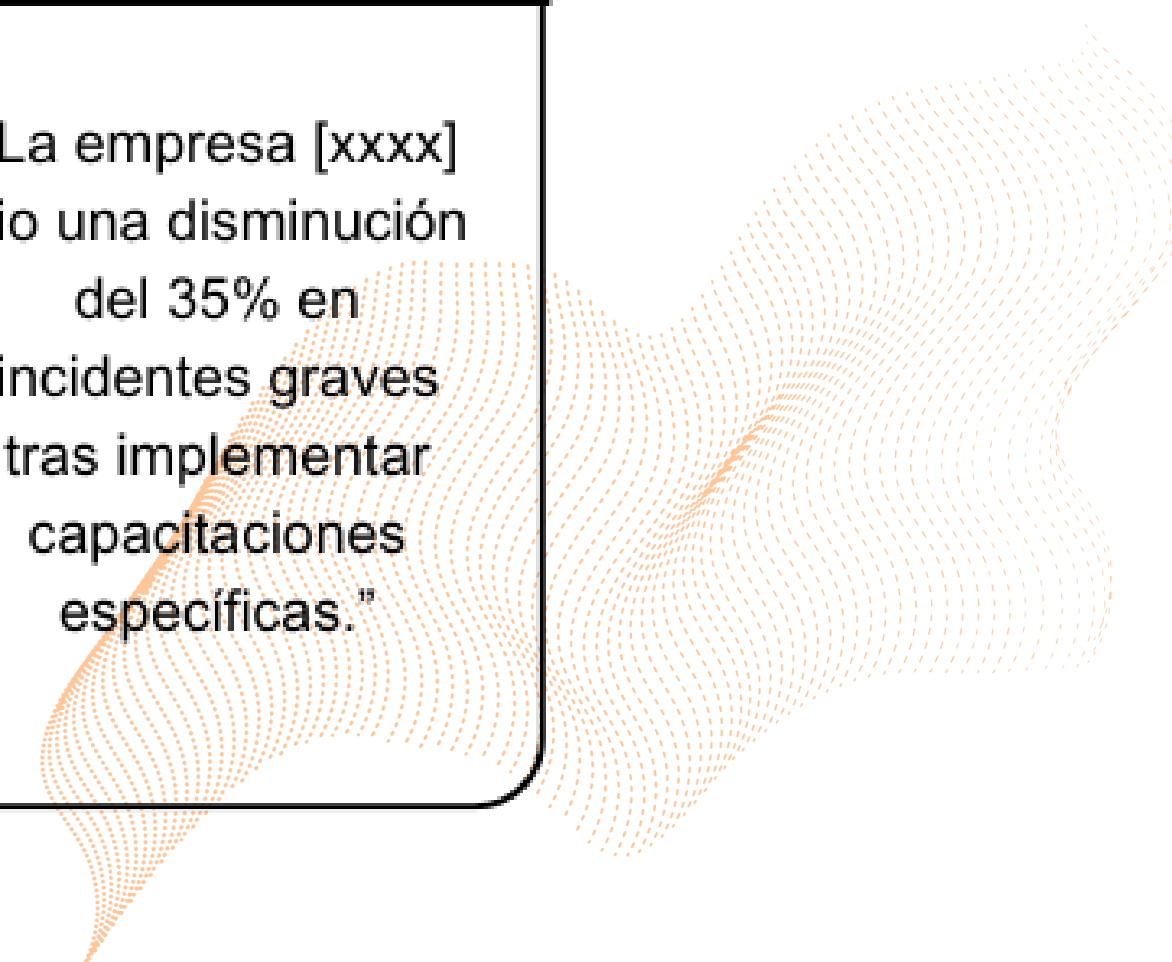 La empresa [xxxx]
io una disminución
del 35% en
incidentes graves
tras implementar
capacitaciones
específicas.”